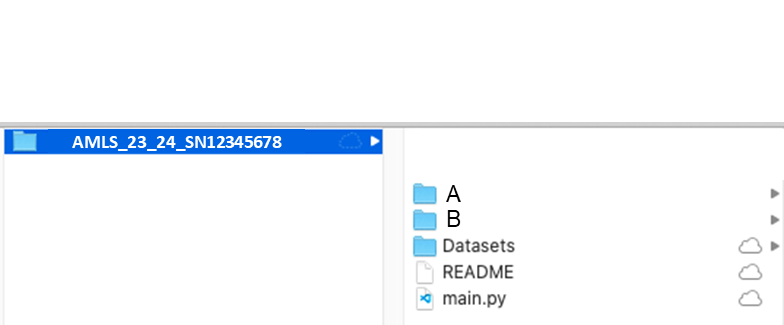 AMLS_23_24_SN12345678
A
B
Datasets
README
main.py